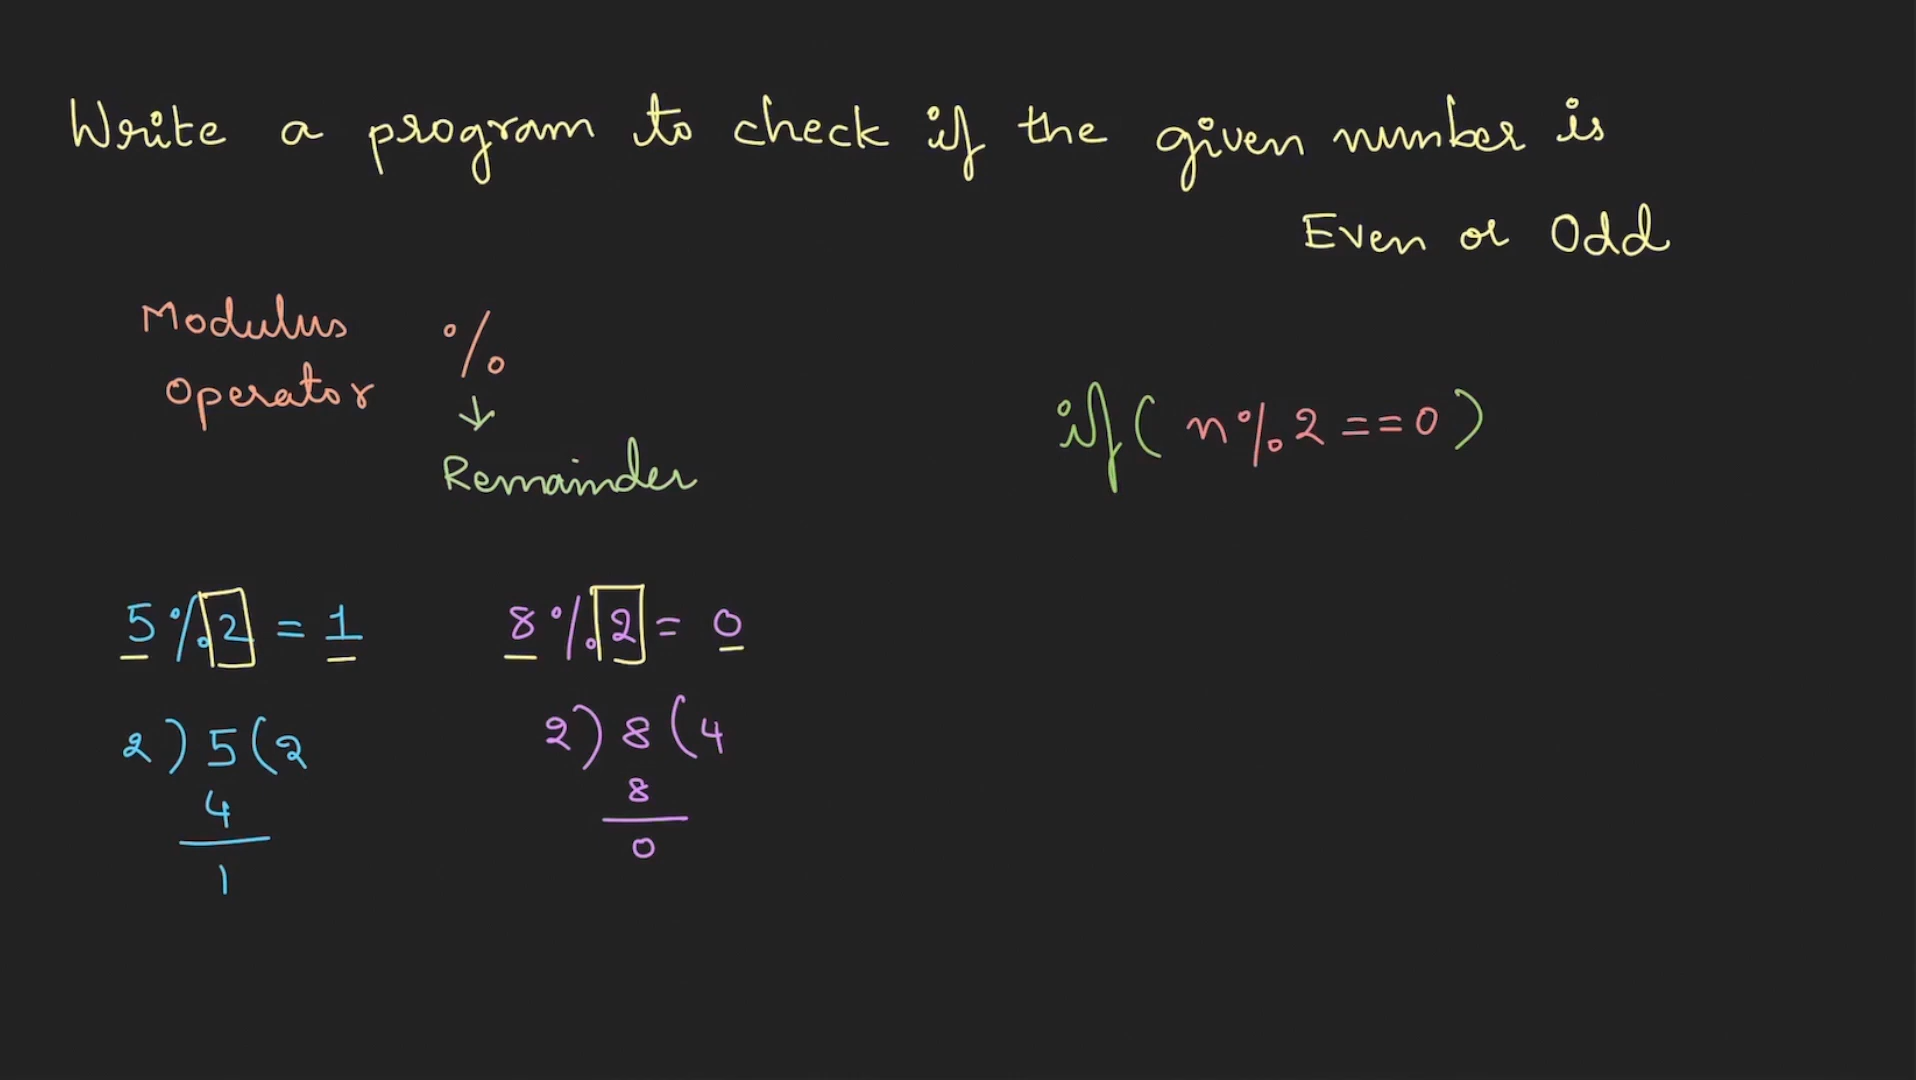 Write a program to check if the given number is
Even or Odd
Modulus
Operator
%
↓
Remainder
if( n%2 ==0)
5%2 = 1
2)5(2
4
1
8%2 = 0
2)8(4
8
0